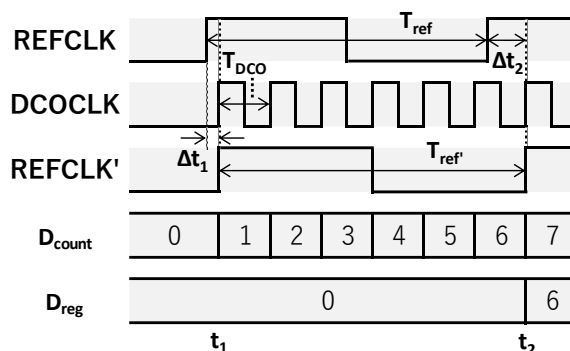 REFCLK T_ref
T_DCO Δt_2
DCOCLK
REFCLK' Δt_1 T_ref'
D_count 0 1 2 3 4 5 6 7
D_reg 0 6
t_1 t_2